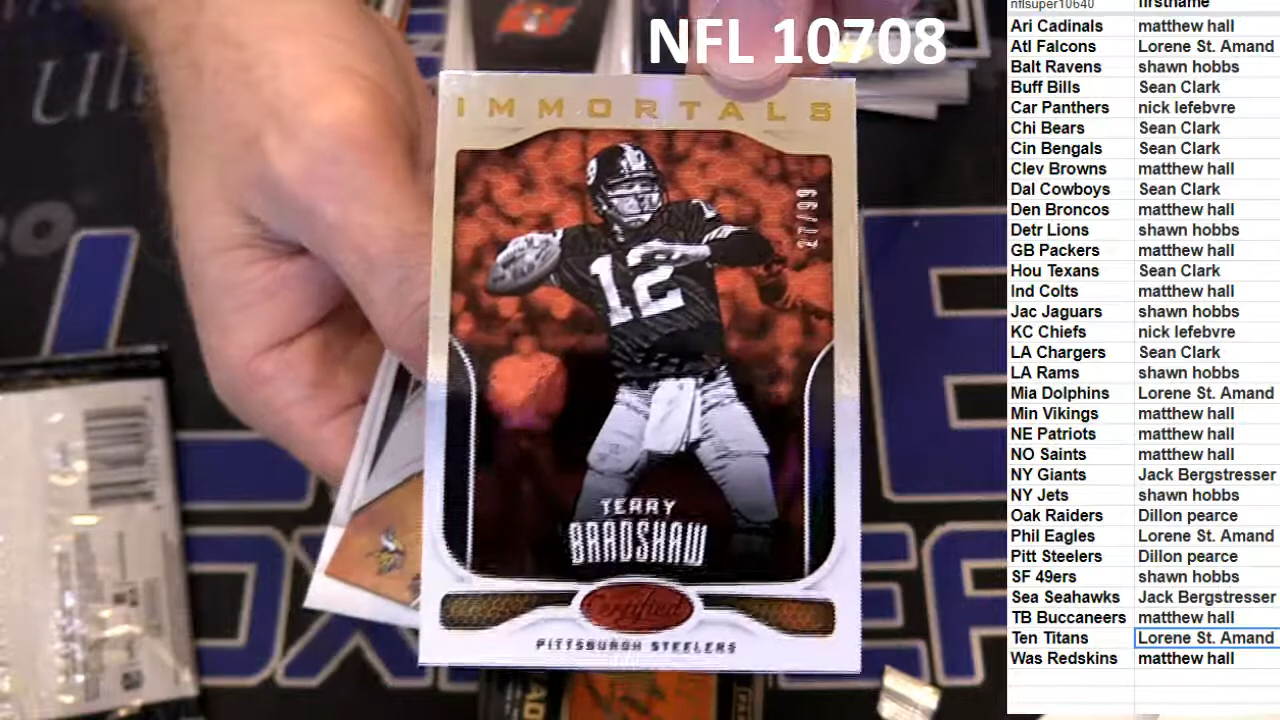 NFL 10708
IMMORTALS
27/99
12
TERRY
BRADSHAW
Certified
PITTSBURGH STEELERS
nflsuper10640 firstname
Ari Cadinals matthew hall
Atl Falcons Lorene St. Amand
Balt Ravens shawn hobbs
Buff Bills Sean Clark
Car Panthers nick lefebvre
Chi Bears Sean Clark
Cin Bengals Sean Clark
Clev Browns matthew hall
Dal Cowboys Sean Clark
Den Broncos matthew hall
Detr Lions shawn hobbs
GB Packers matthew hall
Hou Texans Sean Clark
Ind Colts matthew hall
Jac Jaguars shawn hobbs
KC Chiefs nick lefebvre
LA Chargers Sean Clark
LA Rams shawn hobbs
Mia Dolphins Lorene St. Amand
Min Vikings matthew hall
NE Patriots matthew hall
NO Saints matthew hall
NY Giants Jack Bergstresser
NY Jets shawn hobbs
Oak Raiders Dillon pearce
Phil Eagles Lorene St. Amand
Pitt Steelers Dillon pearce
SF 49ers shawn hobbs
Sea Seahawks Jack Bergstresser
TB Buccaneers matthew hall
Ten Titans Lorene St. Amand
Was Redskins matthew hall